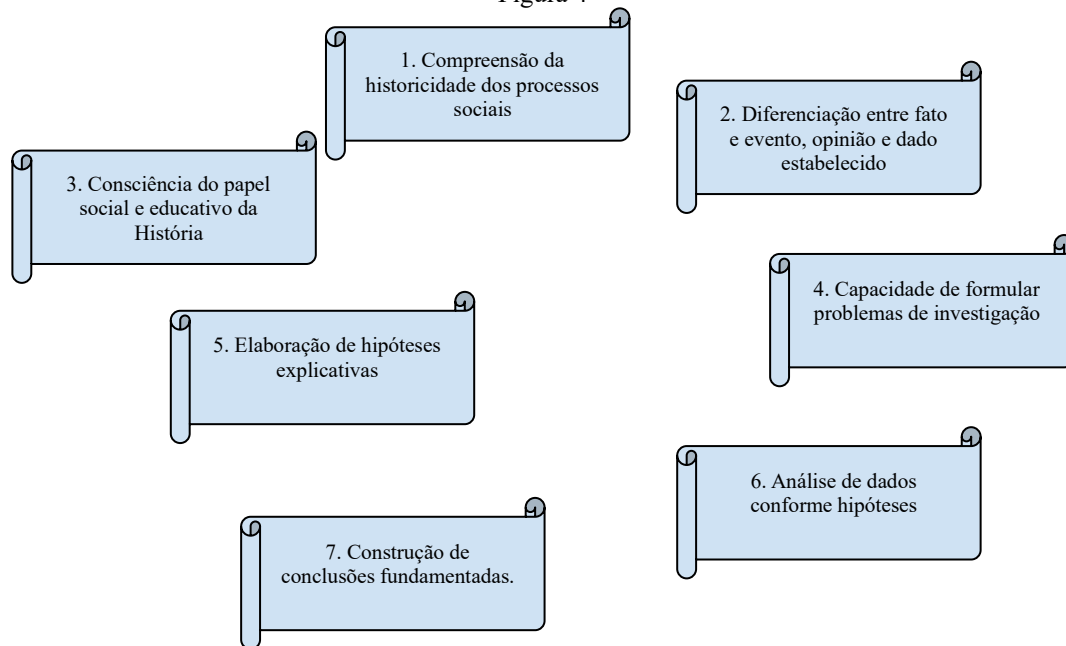 1. Compreensão da
historicidade dos processos
sociais
2. Diferenciação entre fato
e evento, opinião e dado
estabelecido
3. Consciência do papel
social e educativo da
História
4. Capacidade de formular
problemas de investigação
5. Elaboração de hipóteses
explicativas
6. Análise de dados
conforme hipóteses
7. Construção de
conclusões fundamentadas.